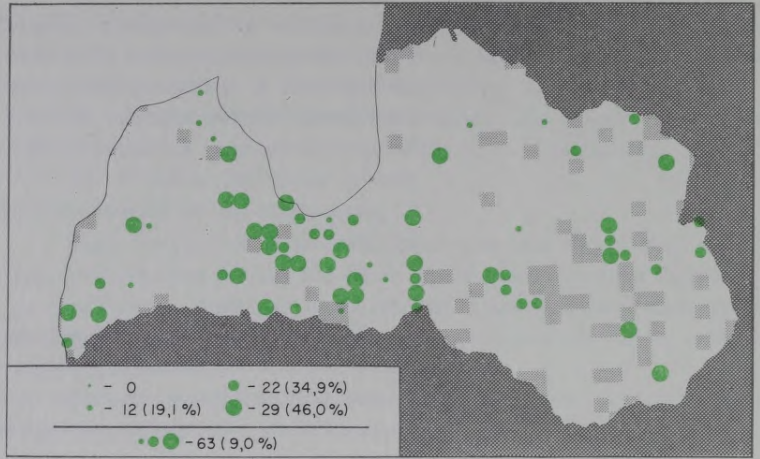 - 0
- 12 (19,1%)
- 22 (34,9%)
- 29 (46,0%)
- 63 (9,0%)